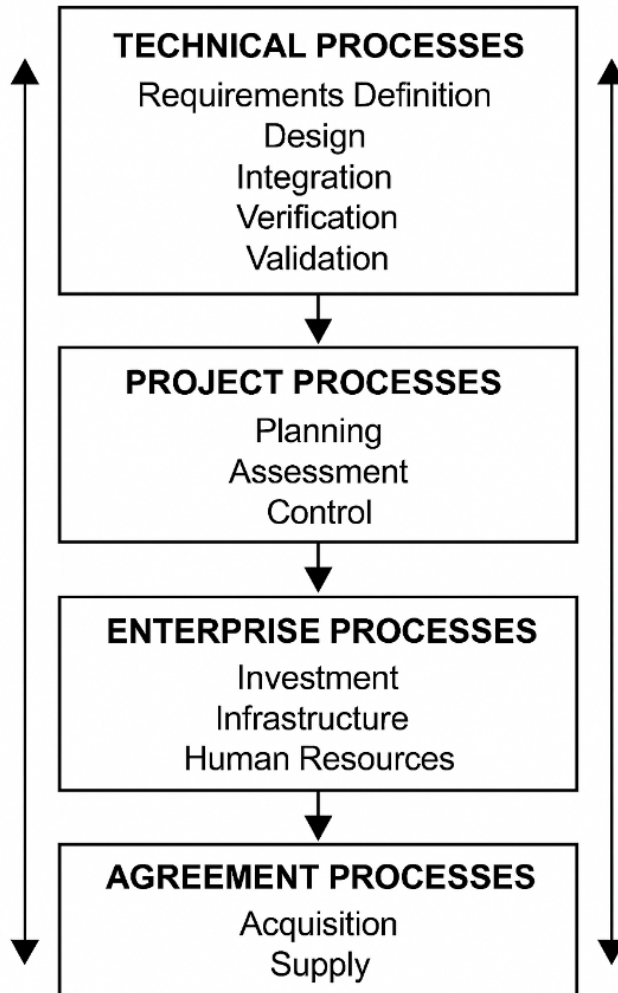 TECHNICAL PROCESSES
Requirements Definition
Design
Integration
Verification
Validation
PROJECT PROCESSES
Planning
Assessment
Control
ENTERPRISE PROCESSES
Investment
Infrastructure
Human Resources
AGREEMENT PROCESSES
Acquisition
Supply